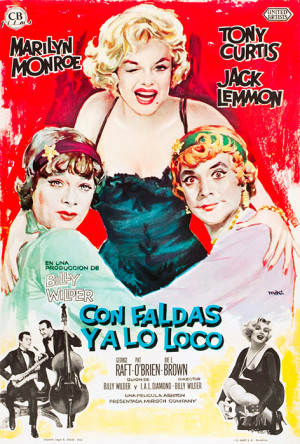 CB
films
UNITED
ARTISTS
MARILYN
MONROE
TONY
CURTIS
JACK
LEMMON
EN UNA
PRODUCCION DE
BILLY
WILDER
CON FALDAS
Y A LO LOCO
GEORGE PAT JOE E.
RAFT-O'BRIEN-BROWN
GUION DE DIRECTOR
BILLY WILDER Y I.A.L. DIAMOND - BILLY WILDER
UNA PELICULA ASHTON
PRESENTADA MIRISCH COMPANY